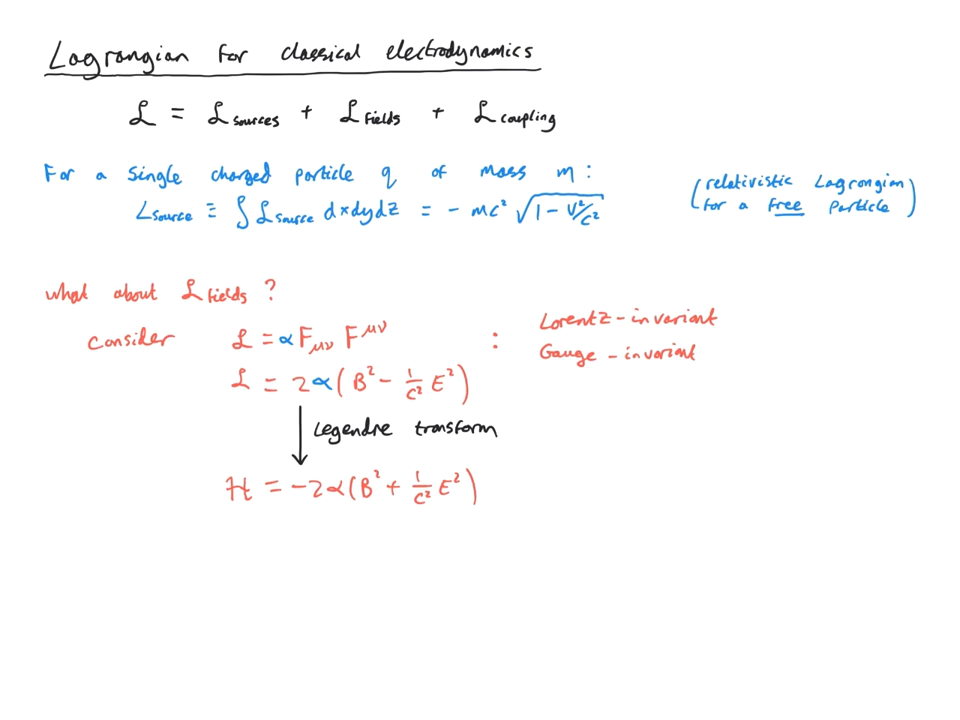 Lagrangian for classical electrodynamics
ℒ = ℒsources + ℒfields + ℒcoupling
For a single charged particle q of mass m :
Lsource ≡ ∫ ℒsource dxdydz = - mc² √(1 - v²/c²)
(relativistic Lagrangian
for a free particle)
what about ℒfields ?
consider ℒ = αFμν F^μν :
Lorentz-invariant
Gauge-invariant
ℒ = 2α(B² - 1/c² E²)
Legendre transform
ℋ = -2α(B² + 1/c² E²)